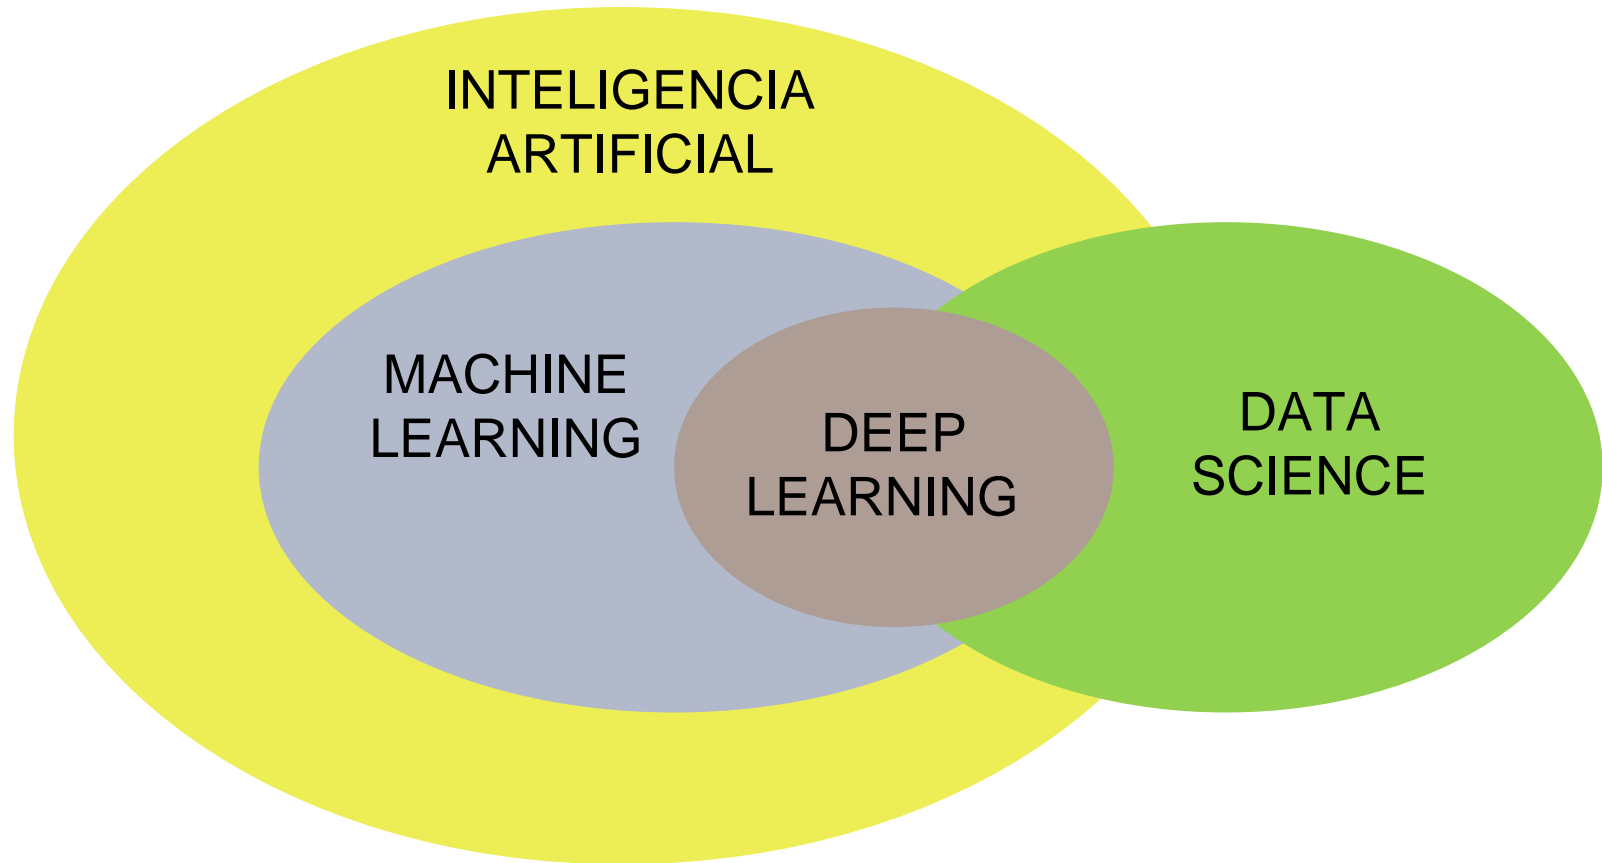 INTELIGENCIA
ARTIFICIAL
MACHINE
LEARNING
DEEP
LEARNING
DATA
SCIENCE